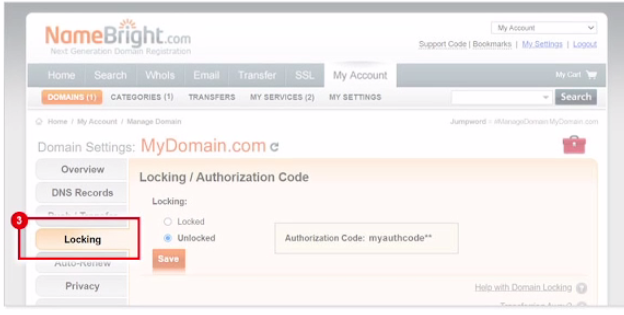 NameBright.com
Next Generation Domain Registration
My Account
Support Code | Bookmarks | My Settings | Logout
Home Search WhoIs Email Transfer SSL My Account My Cart
DOMAINS (1) CATEGORIES (1) TRANSFERS MY SERVICES (2) MY SETTINGS Search
Home / My Account / Manage Domain Jumpword > #ManageDomain.MyDomain.com
Domain Settings: MyDomain.com
Overview
Locking / Authorization Code
DNS Records
Locking:
3
Locked
Locking
Unlocked
Authorization Code: myauthcode**
Save
Auto-Renew
Privacy
Help with Domain Locking